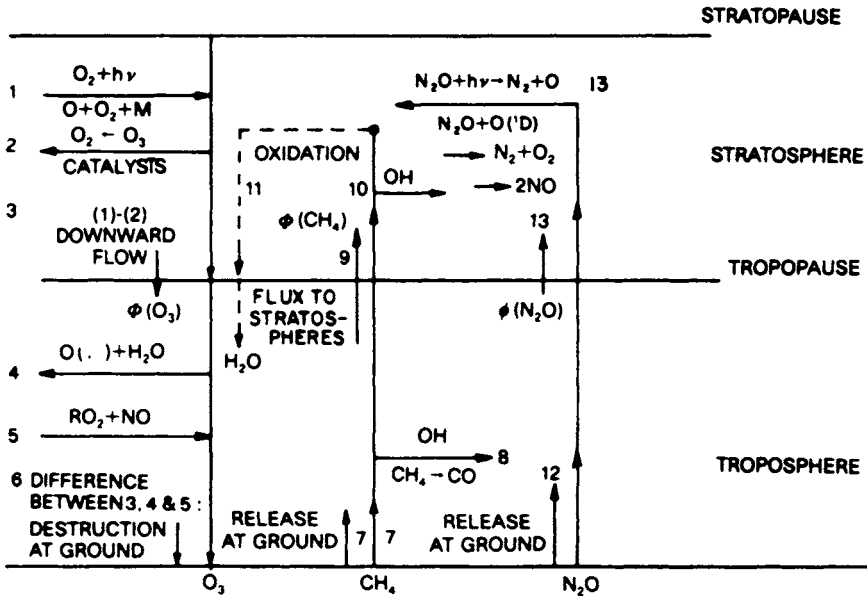 STRATOPAUSE
1
O₂+hν
O+O₂+M
2
O₂ ← O₃
CATALYSTS
3
(1)-(2)
DOWNWARD
FLOW
Φ(O₃)
4
O(. )+H₂O
5
RO₂+NO
6 DIFFERENCE
BETWEEN 3, 4 & 5 :
DESTRUCTION
AT GROUND
O₃
OXIDATION
11
10
OH
Φ(CH₄)
9
FLUX TO
STRATOS-
PHERES
H₂O
OH
8
CH₄→CO
RELEASE
AT GROUND
7
7
CH₄
N₂O+hν→N₂+O
13
N₂O+O('D)
→ N₂+O₂
→ 2NO
13
ϕ(N₂O)
12
RELEASE
AT GROUND
N₂O
STRATOSPHERE
TROPOPAUSE
TROPOSPHERE